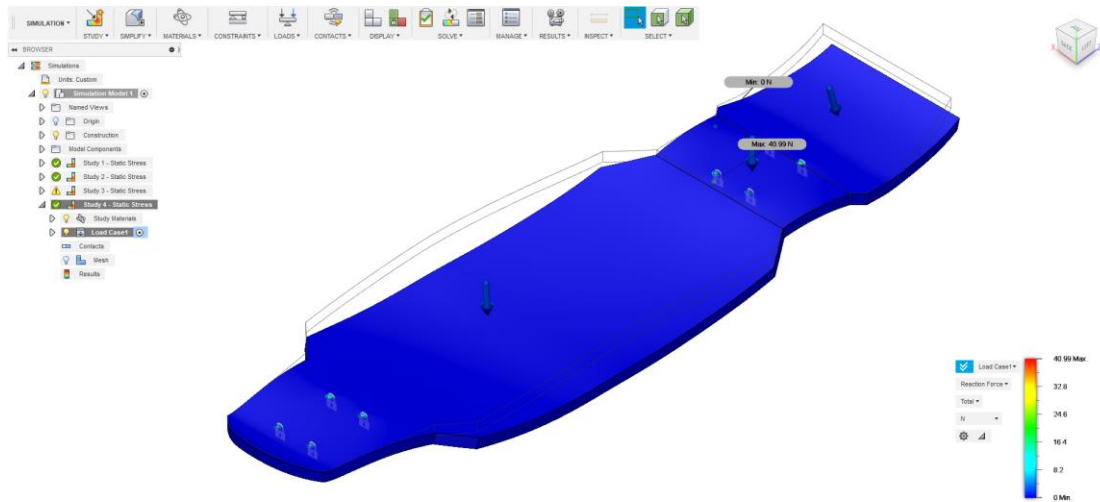 SIMULATION
STUDY
SIMPLIFY
MATERIALS
CONSTRAINTS
LOADS
CONTACTS
DISPLAY
SOLVE
MANAGE
RESULTS
INSPECT
SELECT
BROWSER
Simulations
Units: Custom
Simulation Model 1
Named Views
Origin
Construction
Model Components
Study 1 - Static Stress
Study 2 - Static Stress
Study 3 - Static Stress
Study 4 - Static Stress
Study Materials
Load Case1
Contacts
Mesh
Results
Min: 0 N
Max: 40.99 N
BACK
LEFT
Load Case1
Reaction Force
Total
N
40.99 Max.
32.8
24.6
16.4
8.2
0 Min.